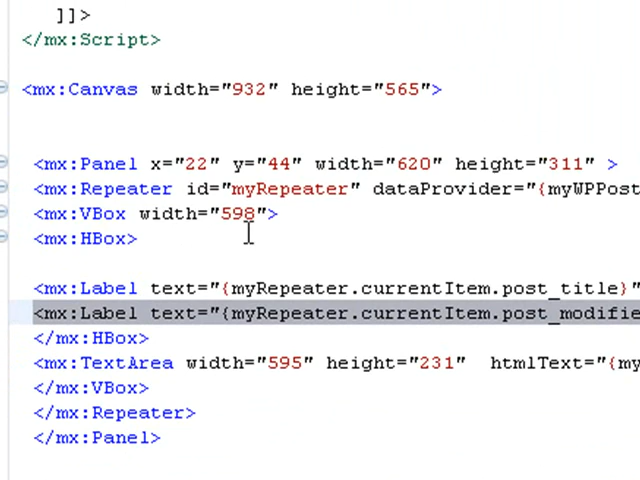 ]]>
</mx:Script>
<mx:Canvas width="932" height="565">
<mx:Panel x="22" y="44" width="620" height="311" >
<mx:Repeater id="myRepeater" dataProvider="{myWPPost
<mx:VBox width="598">
<mx:HBox>
<mx:Label text="{myRepeater.currentItem.post_title}"
<mx:Label text="{myRepeater.currentItem.post_modifie
</mx:HBox>
<mx:TextArea width="595" height="231"  htmlText="{my
</mx:VBox>
</mx:Repeater>
</mx:Panel>